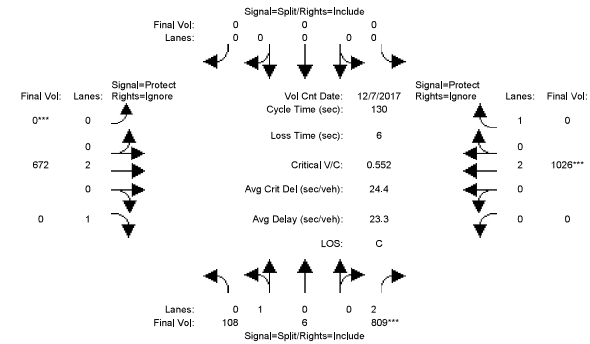 Signal=Split/Rights=Include
Final Vol: 0 0 0
Lanes: 0 0 0 0 0
Signal=Protect Signal=Protect
Final Vol: Lanes: Rights=Ignore Vol Cnt Date: 12/7/2017 Rights=Ignore Lanes: Final Vol:
Cycle Time (sec): 130
0*** 0 1 0
Loss Time (sec): 6
0 0
672 2 Critical V/C: 0.552 2 1026***
0 Avg Crit Del (sec/veh): 24.4 0
0 1 Avg Delay (sec/veh): 23.3 0 0
LOS: C
Lanes: 0 1 0 0 2
Final Vol: 108 6 809***
Signal=Split/Rights=Include